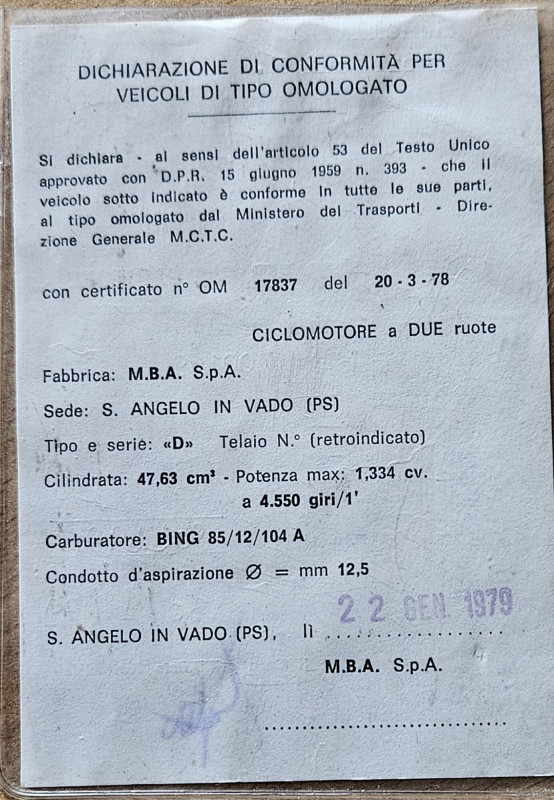 DICHIARAZIONE DI CONFORMITÀ PER
VEICOLI DI TIPO OMOLOGATO
Si dichiara - ai sensi dell'articolo 53 del Testo Unico
approvato con D.P.R. 15 giugno 1959 n. 393 - che il
veicolo sotto indicato è conforme in tutte le sue parti,
al tipo omologato dal Ministero dei Trasporti - Dire-
zione Generale M.C.T.C.
con certificato n° OM 17837 del 20 - 3 - 78
CICLOMOTORE a DUE ruote
Fabbrica: M.B.A. S.p.A.
Sede: S. ANGELO IN VADO (PS)
Tipo e serie: «D» Telaio N.° (retroindicato)
Cilindrata: 47,63 cm³ - Potenza max: 1,334 cv.
a 4.550 giri/1'
Carburatore: BING 85/12/104 A
Condotto d'aspirazione Ø = mm 12,5
22 GEN. 1979
S. ANGELO IN VADO (PS), lì ..................
M.B.A. S.p.A.